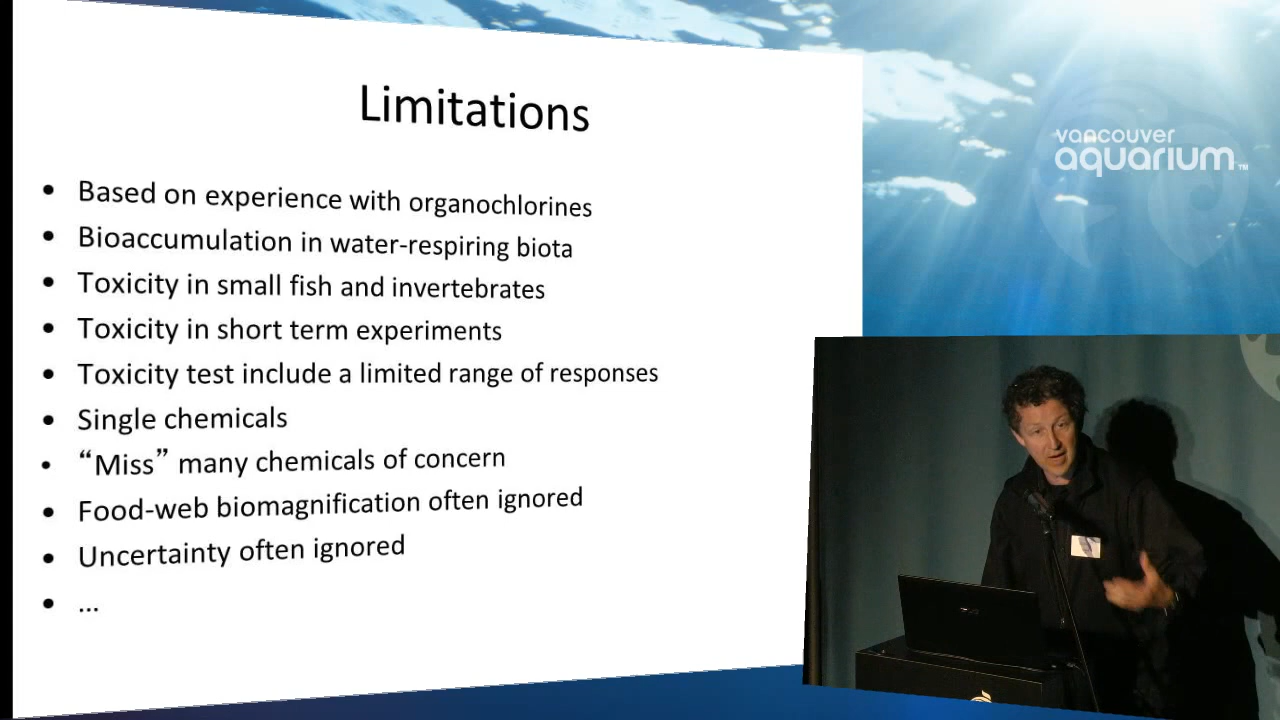 Limitations
• Based on experience with organochlorines
• Bioaccumulation in water-respiring biota
• Toxicity in small fish and invertebrates
• Toxicity in short term experiments
• Toxicity test include a limited range of responses
• Single chemicals
• “Miss” many chemicals of concern
• Food-web biomagnification often ignored
• Uncertainty often ignored
• ...
vancouver
aquarium™